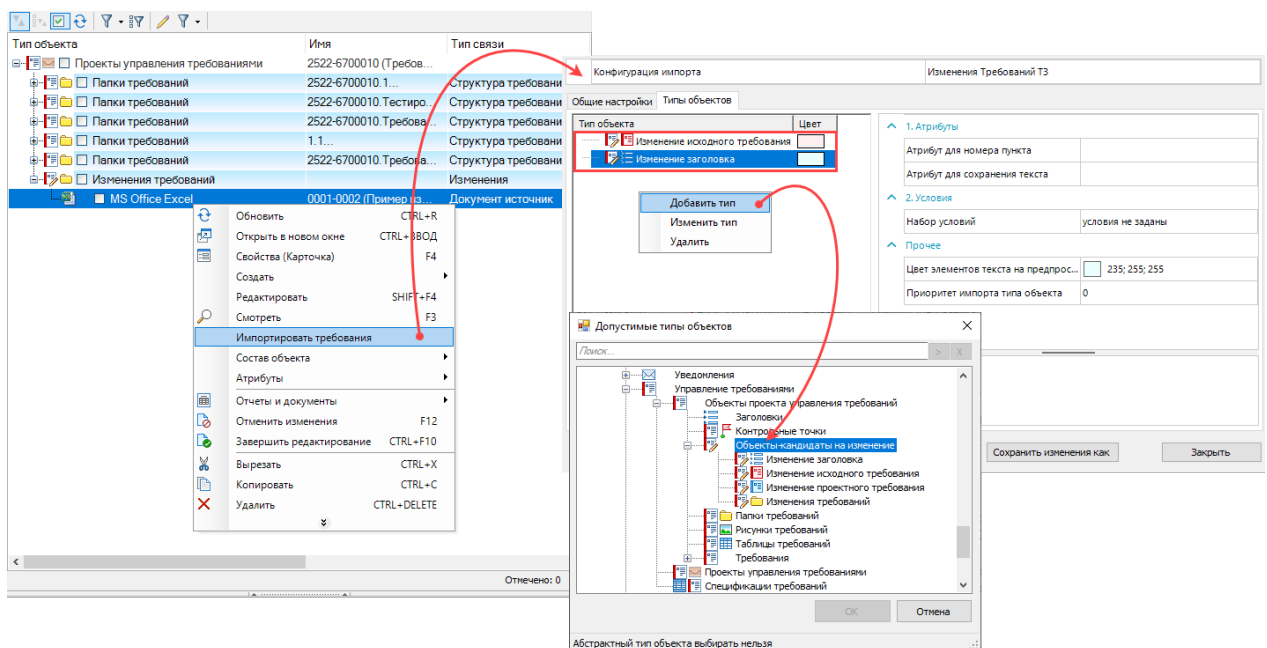 Тип объекта Имя Тип связи
Проекты управления требованиями 2522-6700010 (Требов...
Папки требований 2522-6700010.1... Структура требовани
Папки требований 2522-6700010.Тестиро... Структура требовани
Папки требований 2522-6700010.Требова... Структура требовани
Папки требований 1.1... Структура требовани
Папки требований 2522-6700010.Требова... Структура требовани
Изменения требований Изменения
MS Office Excel 0001-0002 (Пример из... Документ источник
Обновить CTRL+R
Открыть в новом окне CTRL+ВВОД
Свойства (Карточка) F4
Создать
Редактировать SHIFT+F4
Смотреть F3
Импортировать требования
Состав объекта
Атрибуты
Отчеты и документы
Отменить изменения F12
Завершить редактирование CTRL+F10
Вырезать CTRL+X
Копировать CTRL+C
Удалить CTRL+DELETE
Отмечено: 0
Конфигурация импорта Изменения Требований ТЗ
Общие настройки Типы объектов
Тип объекта Цвет
Изменение исходного требования
Изменение заголовка
Добавить тип
Изменить тип
Удалить
1. Атрибуты
Атрибут для номера пункта
Атрибут для сохранения текста
2. Условия
Набор условий условия не заданы
Прочее
Цвет элементов текста на предпрос... 235; 255; 255
Приоритет импорта типа объекта 0
Сохранить изменения как Закрыть
Допустимые типы объектов
Поиск... > X
Уведомления
Управление требованиями
Объекты проекта управления требований
Заголовки
Контрольные точки
Объекты-кандидаты на изменение
Изменение заголовка
Изменение исходного требования
Изменение проектного требования
Изменения требований
Папки требований
Рисунки требований
Таблицы требований
Требования
Проекты управления требованиями
Спецификации требований
OK Отмена
Абстрактный тип объекта выбирать нельзя